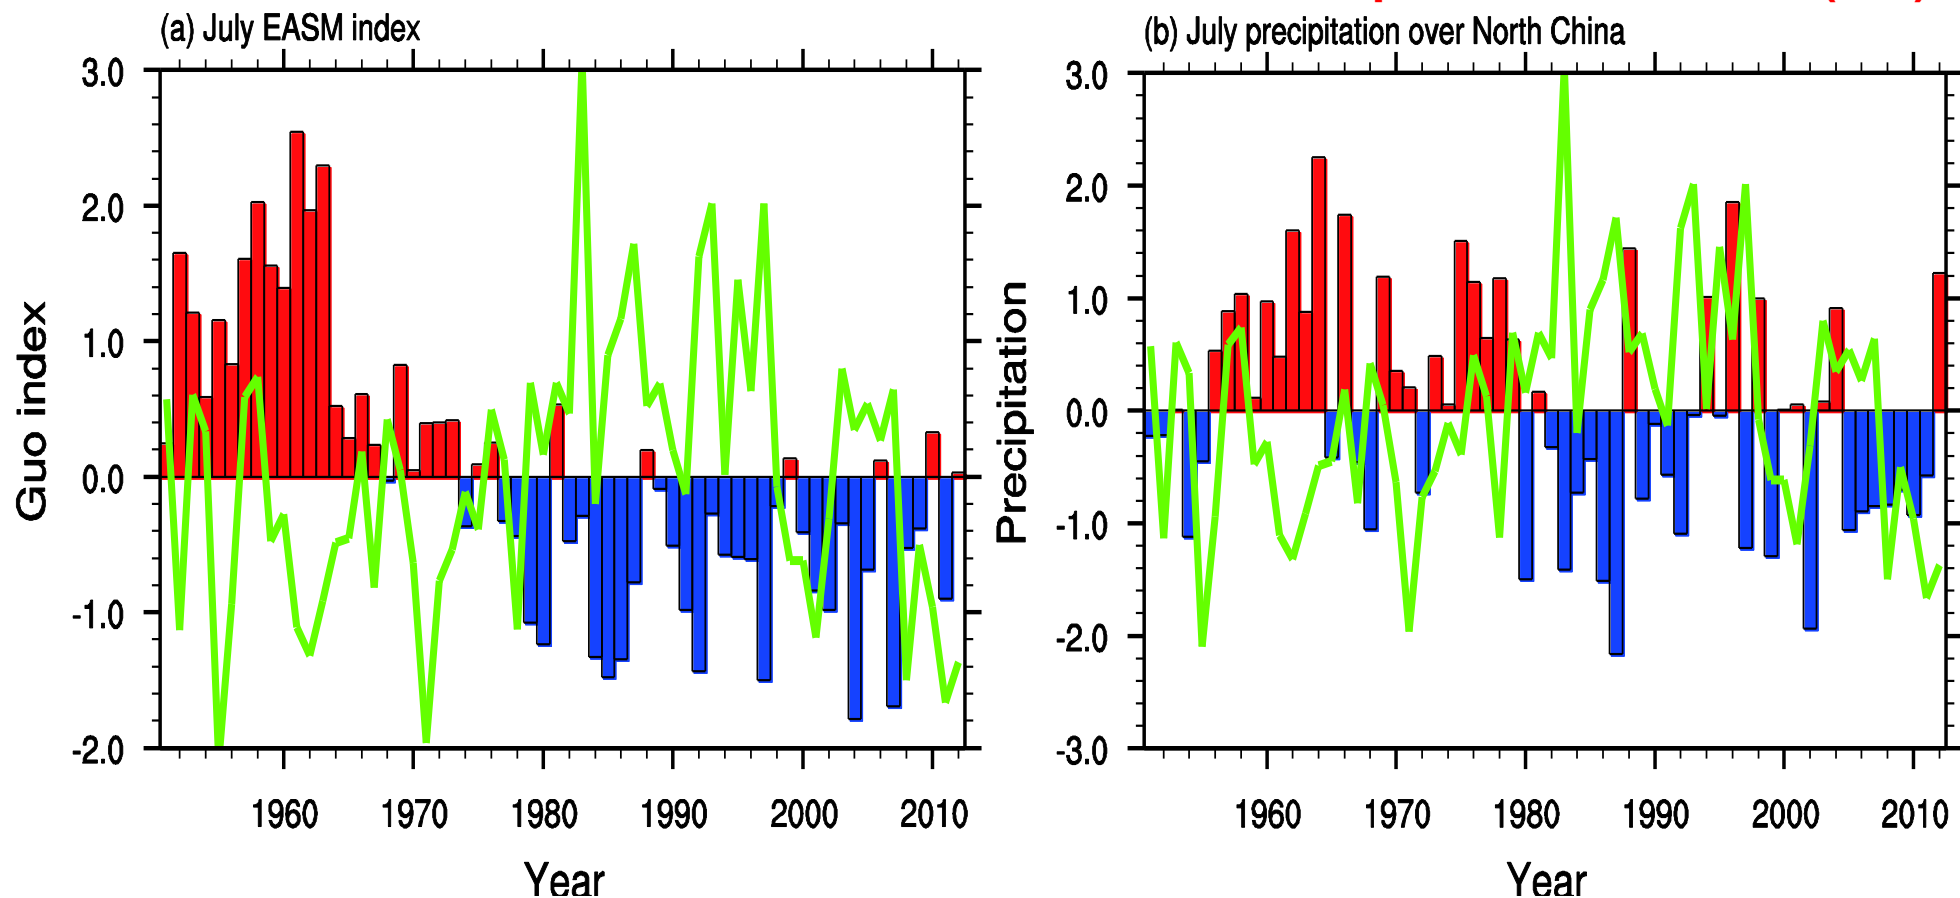 (a) July EASM index
3.0
2.0
1.0
0.0
-1.0
-2.0
Guo index
1960 1970 1980 1990 2000 2010
Year
(b) July precipitation over North China
3.0
2.0
1.0
0.0
-1.0
-2.0
-3.0
Precipitation
1960 1970 1980 1990 2000 2010
Year